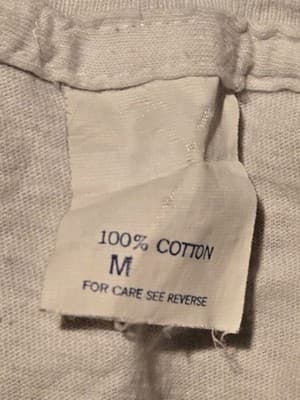 100% COTTON
M
FOR CARE SEE REVERSE